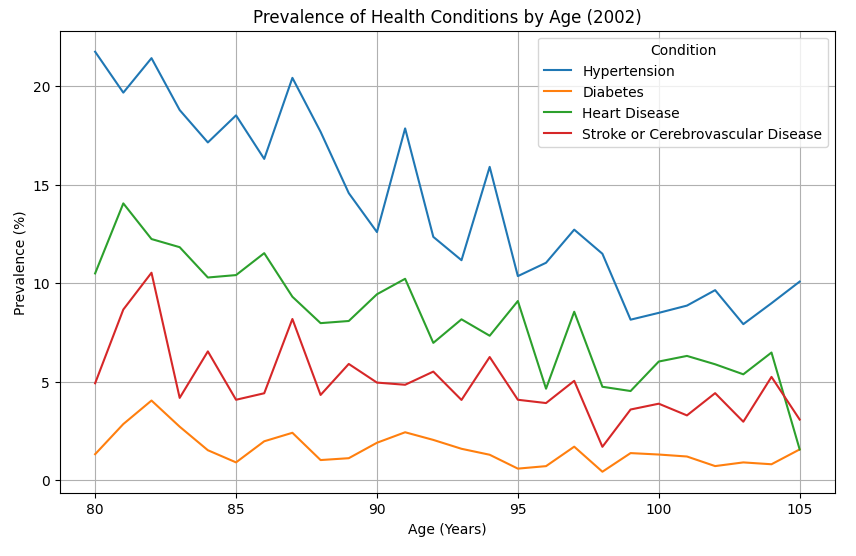 Prevalence of Health Conditions by Age (2002)
Condition
Hypertension
Diabetes
Heart Disease
Stroke or Cerebrovascular Disease
Prevalence (%)
20
15
10
5
0
80
85
90
95
100
105
Age (Years)